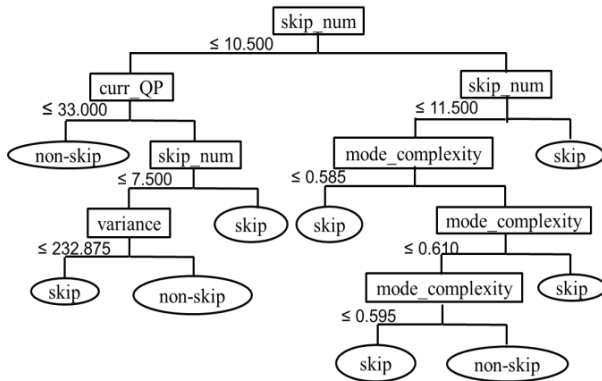 skip_num
≤ 10.500
curr_QP
skip_num
≤ 33.000
≤ 11.500
non-skip
skip_num
mode_complexity
skip
≤ 7.500
≤ 0.585
variance
skip
skip
mode_complexity
≤ 232.875
≤ 0.610
skip
non-skip
mode_complexity
skip
≤ 0.595
skip
non-skip